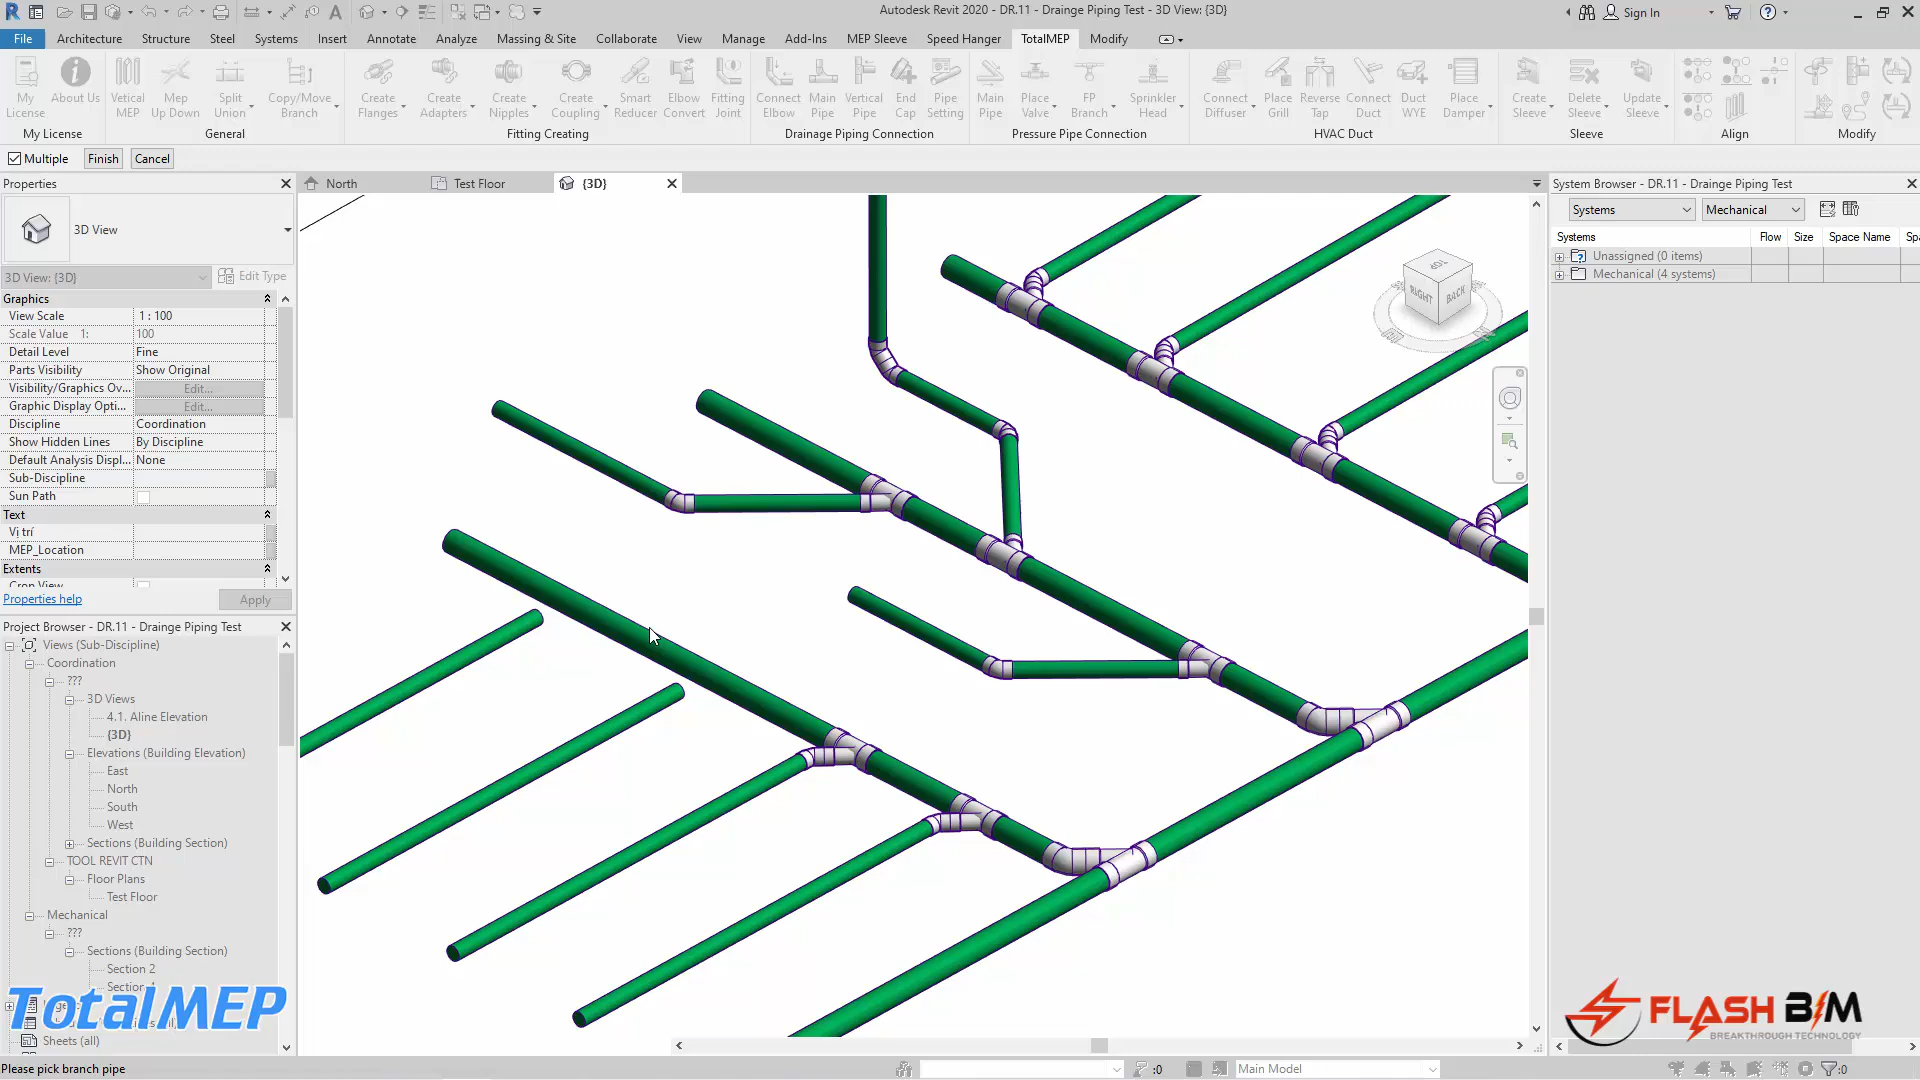 Autodesk Revit 2020 - DR.11 - Drainge Piping Test - 3D View: {3D}
Sign In
File Architecture Structure Steel Systems Insert Annotate Analyze Massing & Site Collaborate View Manage Add-Ins MEP Sleeve Speed Hanger TotalMEP Modify
My License
About Us
Vertical MEP
Mep Up Down
Split Union
Copy/Move Branch
Create Flanges
Create Adapters
Create Nipples
Create Coupling
Smart Reducer
Elbow Convert
Fitting Joint
Connect Elbow
Main Pipe
Vertical Pipe
End Cap
Pipe Setting
Main Pipe
Place Valve
FP Branch
Sprinkler Head
Connect Diffuser
Place Grill
Reverse Tap
Connect Duct
Duct WYE
Place Damper
Create Sleeve
Delete Sleeve
Update Sleeve
My License General Fitting Creating Drainage Piping Connection Pressure Pipe Connection HVAC Duct Sleeve Align Modify
Multiple Finish Cancel
Properties
North
Test Floor
{3D}
System Browser - DR.11 - Drainge Piping Test
3D View
Systems Mechanical
Systems Flow Size Space Name Spa
Unassigned (0 items)
Mechanical (4 systems)
3D View: {3D} Edit Type
Graphics
View Scale 1 : 100
Scale Value 1: 100
Detail Level Fine
Parts Visibility Show Original
Visibility/Graphics Ov... Edit...
Graphic Display Opti... Edit...
Discipline Coordination
Show Hidden Lines By Discipline
Default Analysis Displ... None
Sub-Discipline
Sun Path
Text
Vị trí
MEP_Location
Extents
Crop View
Properties help Apply
TOP
RIGHT
BACK
Project Browser - DR.11 - Drainge Piping Test
Views (Sub-Discipline)
Coordination
???
3D Views
4.1. Aline Elevation
{3D}
Elevations (Building Elevation)
East
North
South
West
Sections (Building Section)
TOOL REVIT CTN
Floor Plans
Test Floor
Mechanical
???
Sections (Building Section)
Section 2
Section
TotalMEP
Sheets (all)
FLASH BIM
BREAKTHROUGH TECHNOLOGY
Please pick branch pipe
:0
Main Model
:0